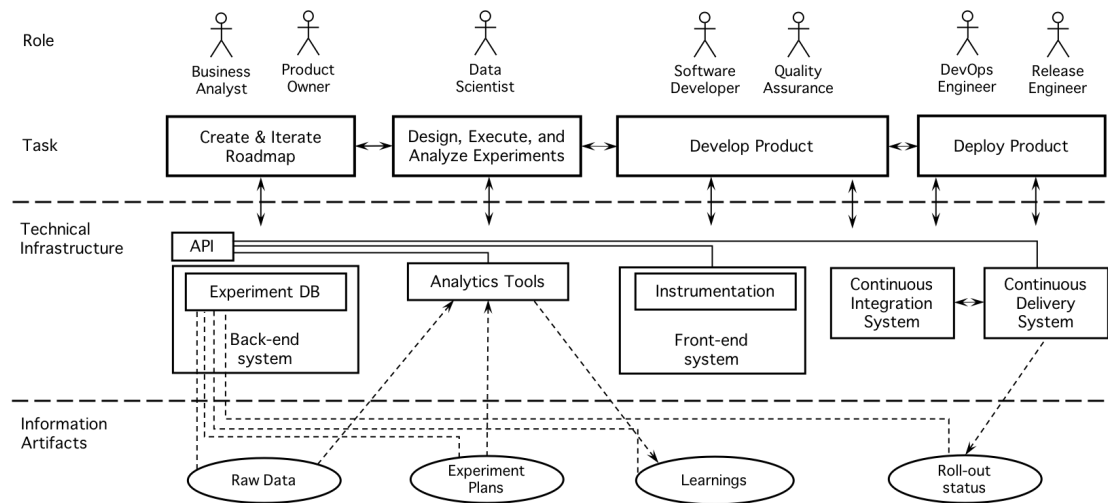 Role
Business
Analyst
Product
Owner
Data
Scientist
Software
Developer
Quality
Assurance
DevOps
Engineer
Release
Engineer
Task
Create & Iterate
Roadmap
Design, Execute, and
Analyze Experiments
Develop Product
Deploy Product
Technical
Infrastructure
API
Experiment DB
Back-end
system
Analytics Tools
Instrumentation
Front-end
system
Continuous
Integration
System
Continuous
Delivery
System
Information
Artifacts
Raw Data
Experiment
Plans
Learnings
Roll-out
status